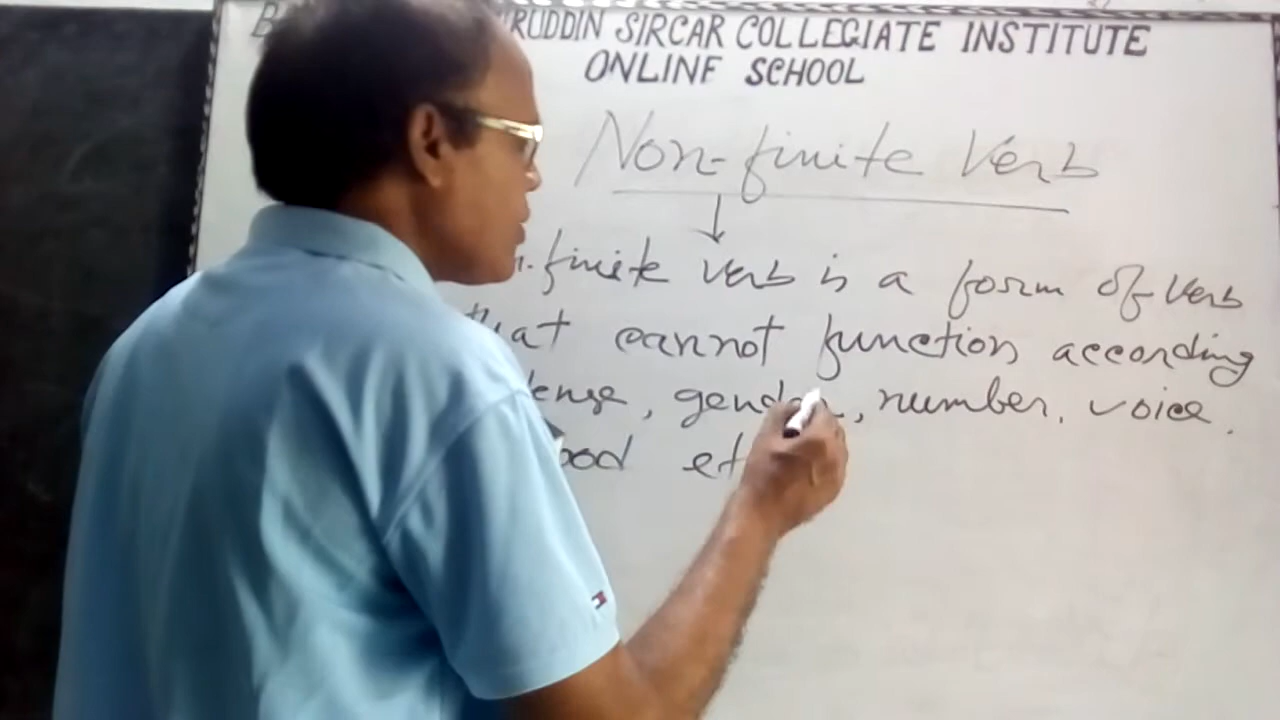 RUDDIN SIRCAR COLLEGIATE INSTITUTE
ONLINE SCHOOL
Non-finite Verb
finite verb is a form of verb
that cannot function according
tense, gender, number, voice,
ood et